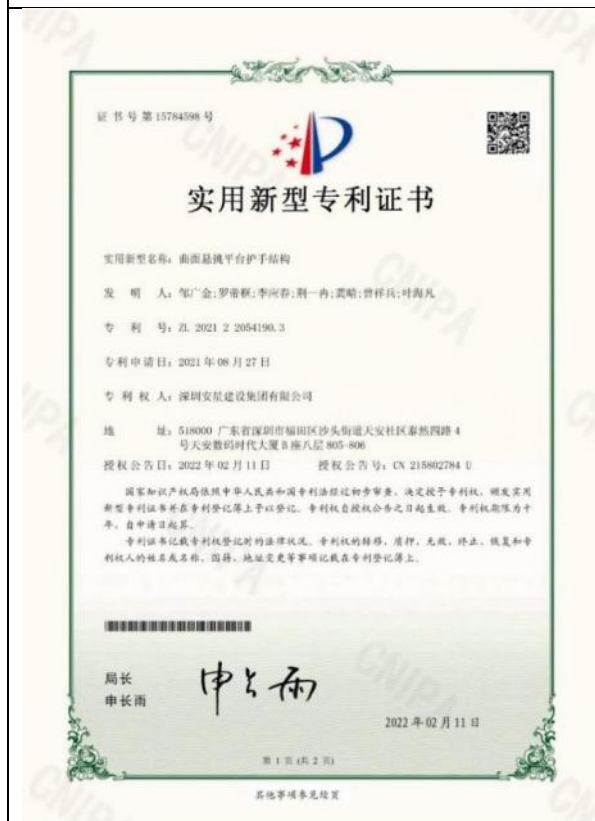 证书号第15784598号
实用新型专利证书
实用新型名称：曲面悬挑平台护手结构
发 明 人：邹广金;罗帝框;李应春;荆一冉;龚晴;曾祥兵;叶海凡
专 利 号：ZL 2021 2 2054190.3
专利申请日：2021年08月27日
专 利 权 人：深圳安星建设集团有限公司
地 址：518000 广东省深圳市福田区沙头街道天安社区泰然四路4
号天安数码时代大厦B座八层805-806
授权公告日：2022年02月11日 授权公告号：CN 215802784 U
国家知识产权局依照中华人民共和国专利法经过初步审查，决定授予专利权，颁发实用
新型专利证书并在专利登记簿上予以登记。专利权自授权公告之日起生效。专利权期限为十
年，自申请日起算。
专利证书记载专利权登记时的法律状况。专利权的转移、质押、无效、终止、恢复和专
利权人的姓名或名称、国籍、地址变更等事项记载在专利登记簿上。
局长
申长雨
申长雨
2022年02月11日
第 1 页 (共 2 页)
其他事项参见续页
CNIPA
CNIPA
CNIPA
CNIPA